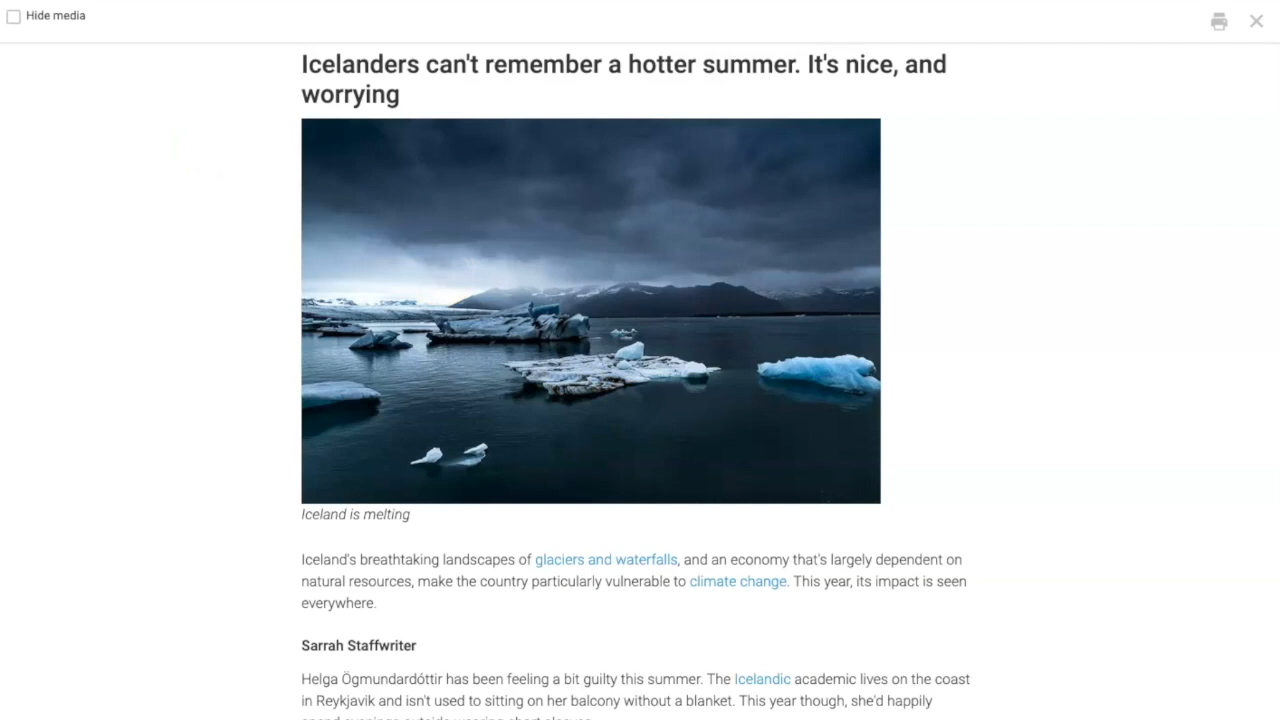 Hide media
Icelanders can't remember a hotter summer. It's nice, and
worrying
Iceland is melting
Iceland's breathtaking landscapes of glaciers and waterfalls, and an economy that's largely dependent on
natural resources, make the country particularly vulnerable to climate change. This year, its impact is seen
everywhere.
Sarrah Staffwriter
Helga Ögmundardóttir has been feeling a bit guilty this summer. The Icelandic academic lives on the coast
in Reykjavik and isn't used to sitting on her balcony without a blanket. This year though, she'd happily